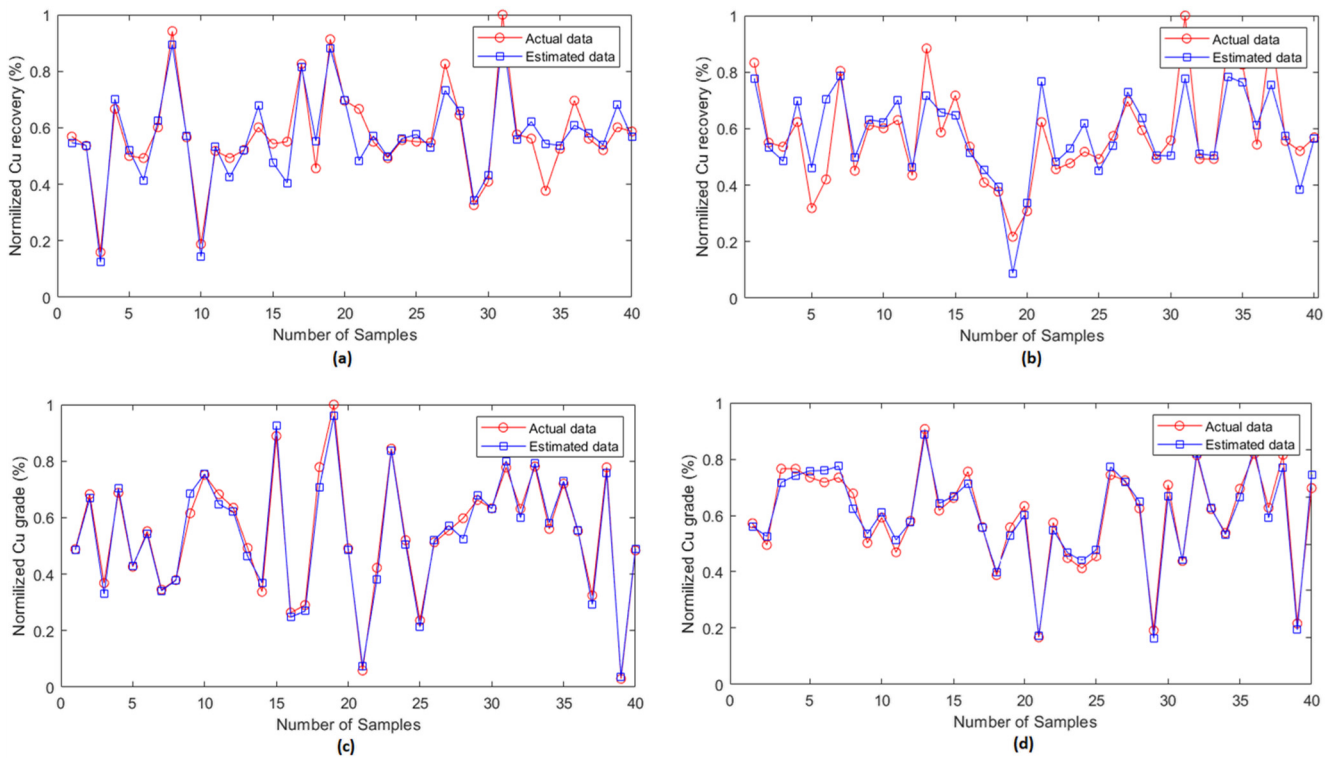 1
0.8
0.6
0.4
0.2
0
Normilized Cu recovery (%)
Actual data
Estimated data
0 5 10 15 20 25 30 35 40
Number of Samples
(a)
1
0.8
0.6
0.4
0.2
0
Normilized Cu recovery (%)
Actual data
Estimated data
5 10 15 20 25 30 35 40
Number of Samples
(b)
1
0.8
0.6
0.4
0.2
0
Normilized Cu grade (%)
Actual data
Estimated data
0 5 10 15 20 25 30 35 40
Number of Samples
(c)
1
0.8
0.6
0.4
0.2
0
Normilized Cu grade (%)
Actual data
Estimated data
0 5 10 15 20 25 30 35 40
Number of Samples
(d)